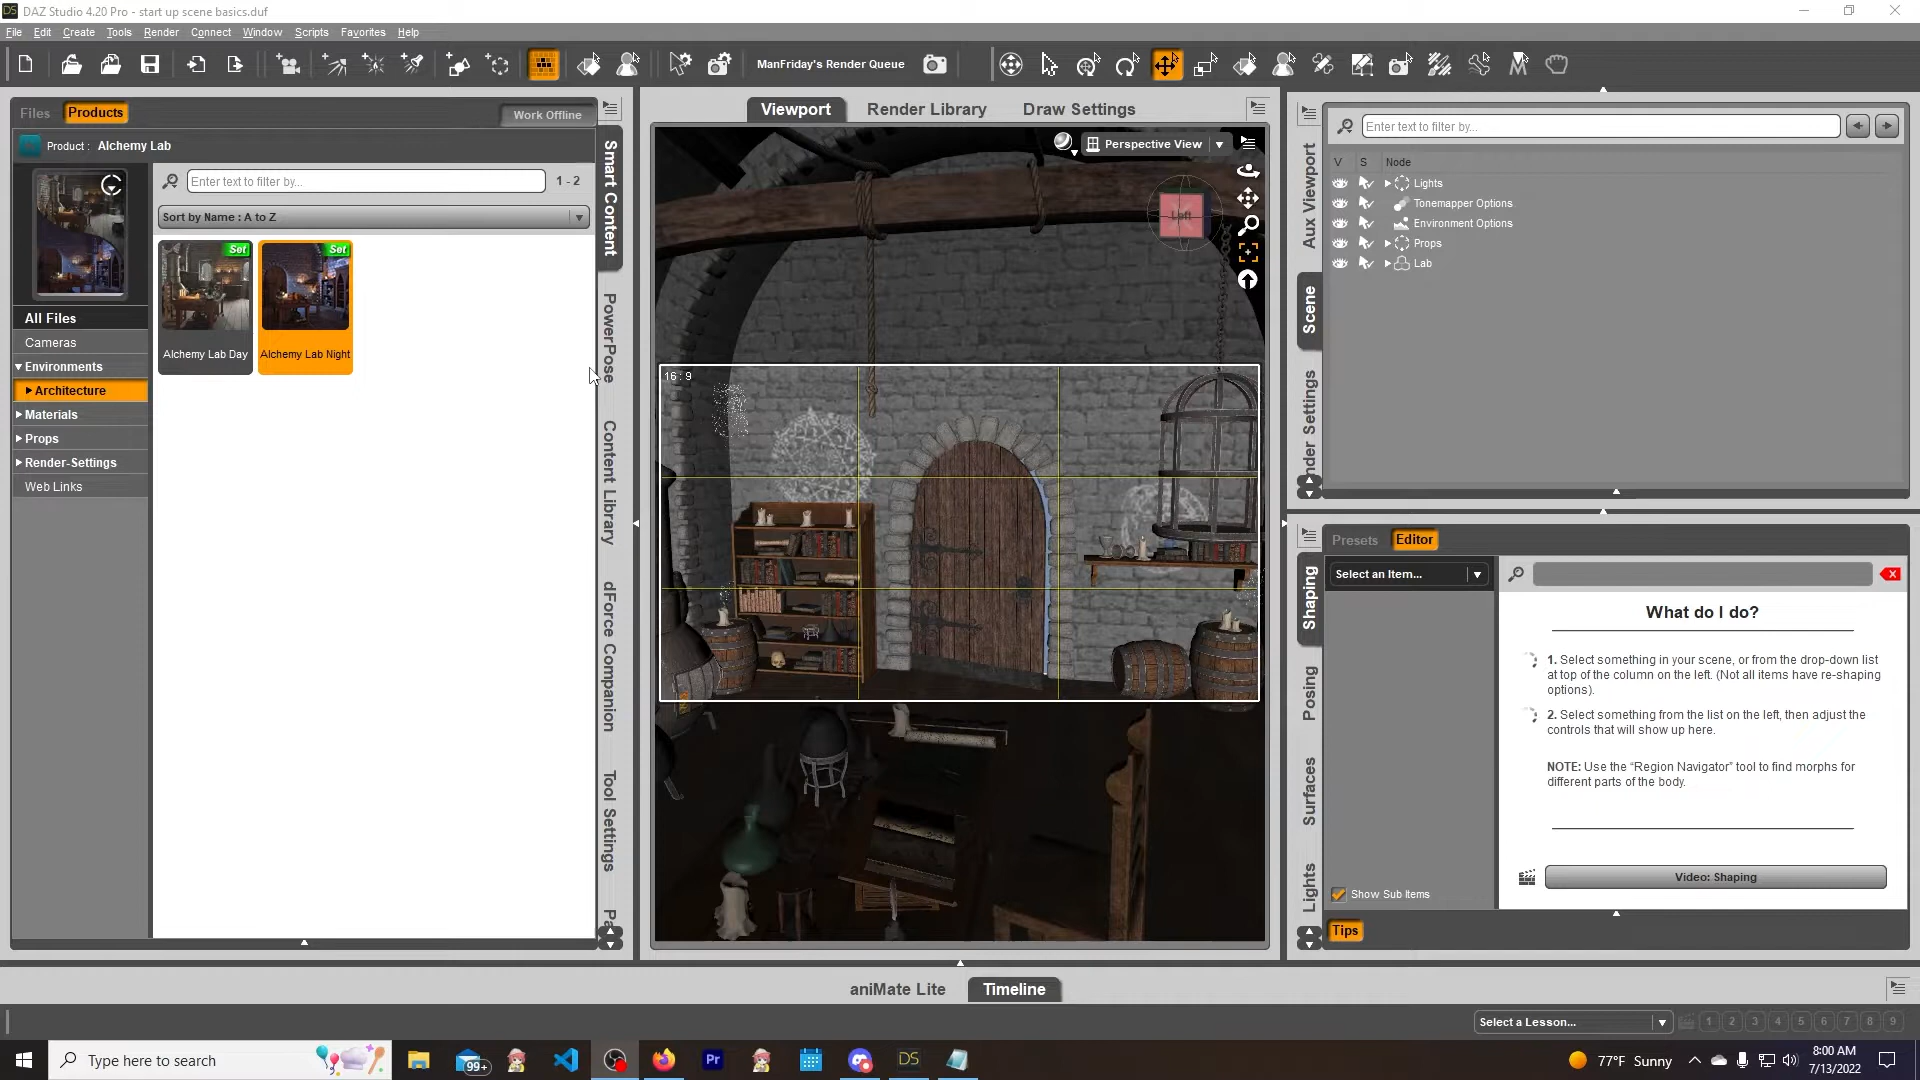 DAZ Studio 4.20 Pro - start up scene basics.duf
File Edit Create Tools Render Connect Window Scripts Favorites Help
ManFriday's Render Queue
Files Products Work Offline
Product : Alchemy Lab
Enter text to filter by... 1 - 2
Sort by Name : A to Z
Set Set
Alchemy Lab Day Alchemy Lab Night
All Files
Cameras
Environments
Architecture
Materials
Props
Render-Settings
Web Links
Smart Content
PowerPose
Content Library
dForce Companion
Tool Settings
Pa
Viewport Render Library Draw Settings
Perspective View
Left
16 : 9
Aux Viewport
Scene
nder Settings
Enter text to filter by...
V S Node
Lights
Tonemapper Options
Environment Options
Props
Lab
Shaping
Posing
Surfaces
Lights
Presets Editor
Select an Item...
What do I do?
1. Select something in your scene, or from the drop-down list
at top of the column on the left. (Not all items have re-shaping
options).
2. Select something from the list on the left, then adjust the
controls that will show up here.
NOTE: Use the “Region Navigator” tool to find morphs for
different parts of the body.
Video: Shaping
Show Sub Items
Tips
aniMate Lite Timeline
Select a Lesson... 1 2 3 4 5 6 7 8 9
Type here to search
99+
Pr
DS
77°F Sunny
8:00 AM
7/13/2022